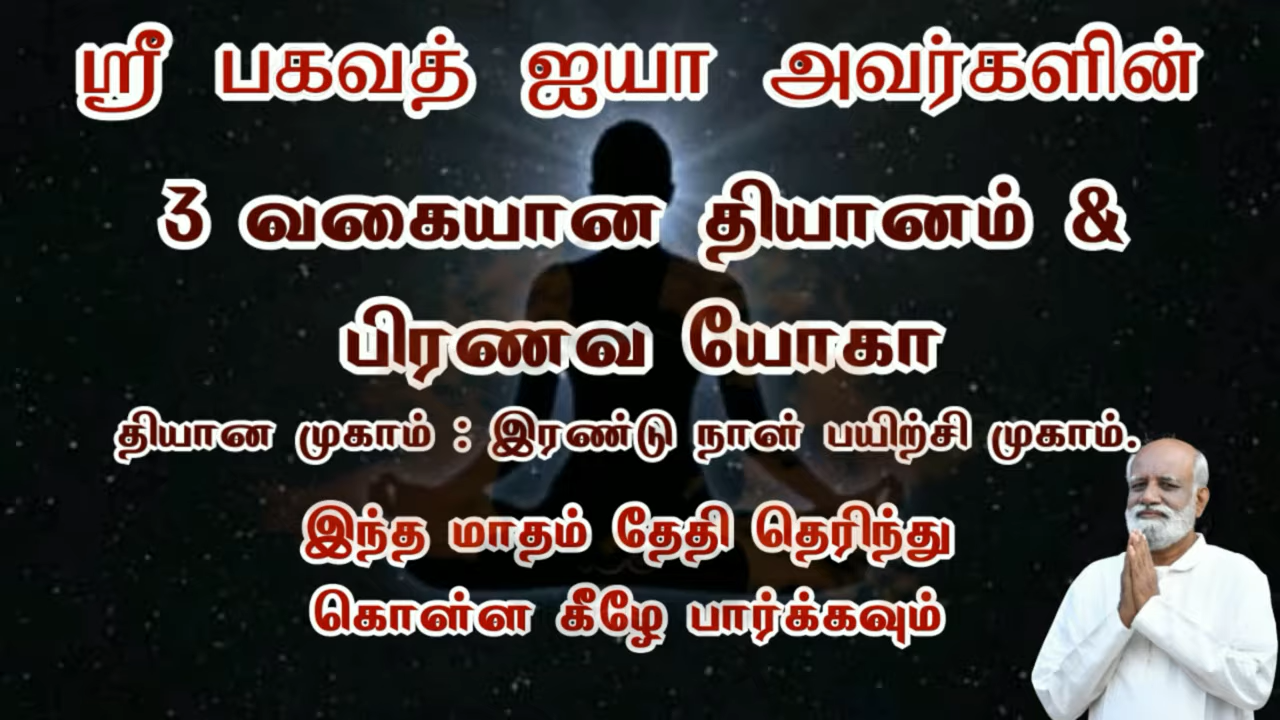 ஸ்ரீ பகவத் ஐயா அவர்களின்
3 வகையான தியானம் &
பிரணவ யோகா
தியான முகாம் : இரண்டு நாள் பயிற்சி முகாம்.
இந்த மாதம் தேதி தெரிந்து
கொள்ள கீழே பார்க்கவும்